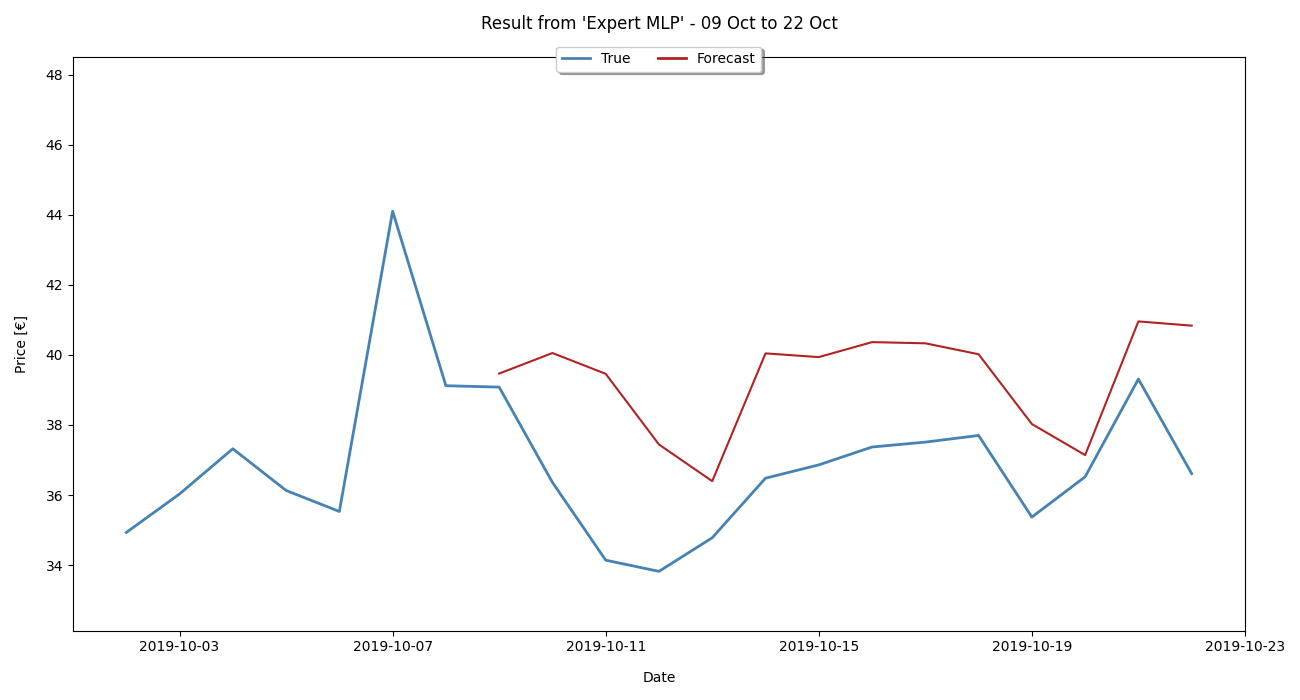 Result from 'Expert MLP' - 09 Oct to 22 Oct
True Forecast
48
46
44
42
40
38
36
34
Price [€]
2019-10-03 2019-10-07 2019-10-11 2019-10-15 2019-10-19 2019-10-23
Date